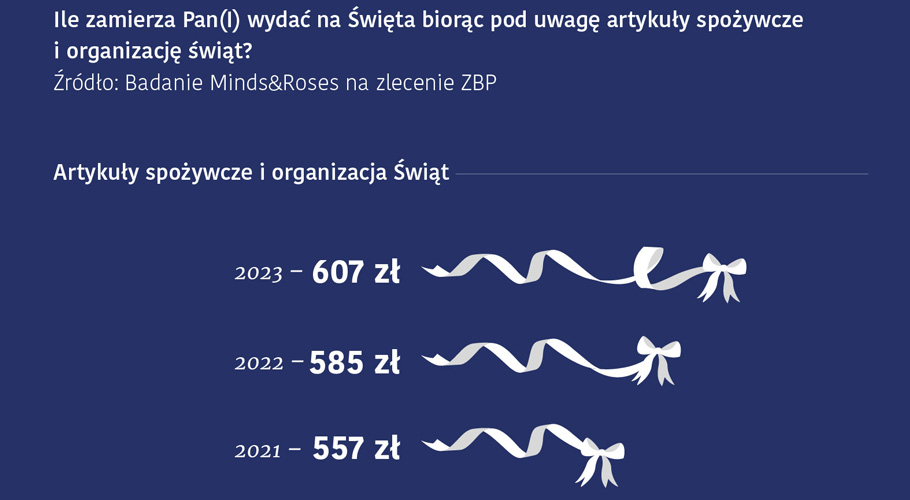 Ile zamierza Pan(I) wydać na Święta biorąc pod uwagę artykuły spożywcze
i organizację świąt?
Źródło: Badanie Minds&Roses na zlecenie ZBP
Artykuły spożywcze i organizacja Świąt
2023 – 607 zł
2022 – 585 zł
2021 – 557 zł